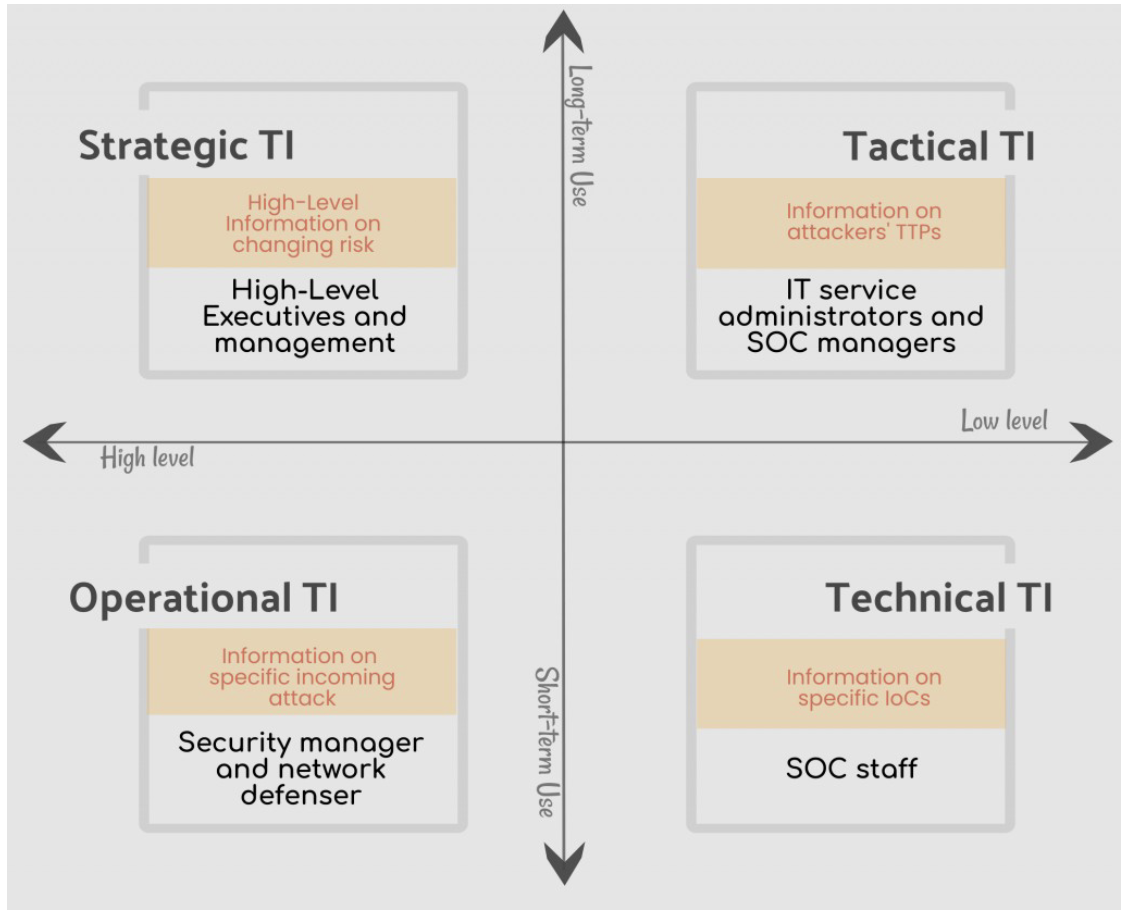 Long-term Use
Strategic TI
High-Level
Information on
changing risk
High-Level
Executives and
management
Tactical TI
Information on
attackers' TTPs
IT service
administrators and
SOC managers
High level
Low level
Operational TI
Information on
specific incoming
attack
Security manager
and network
defenser
Short-term Use
Technical TI
Information on
specific IoCs
SOC staff